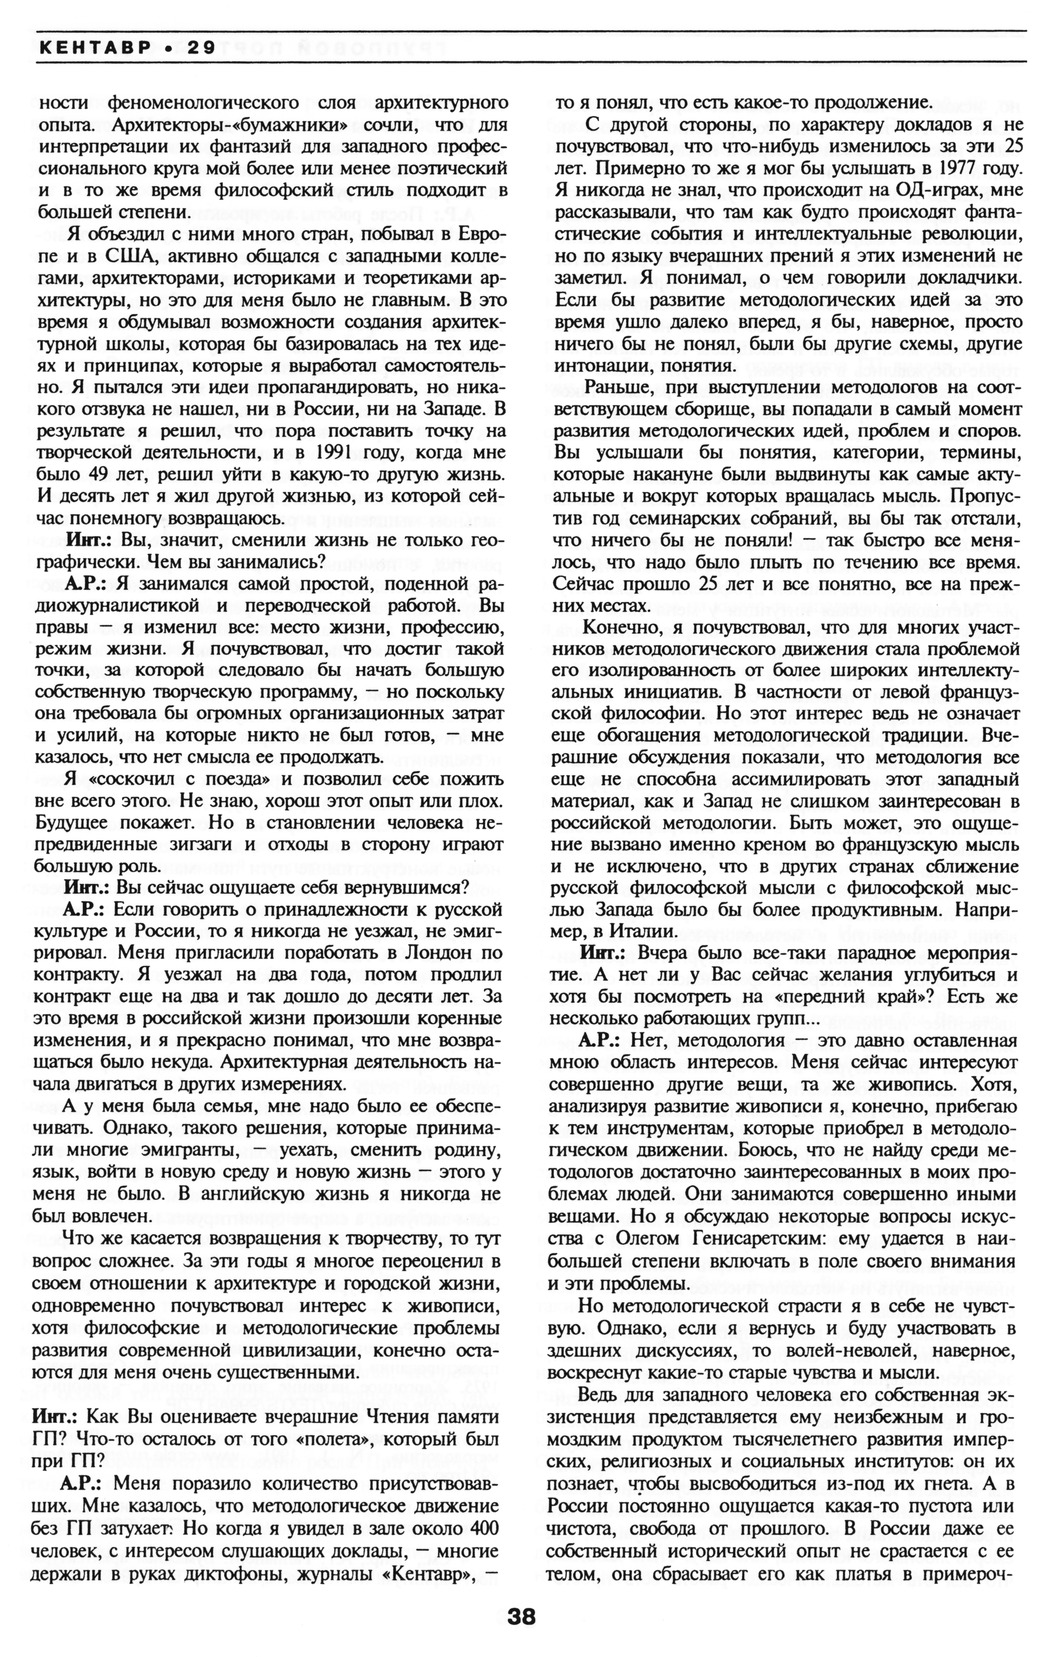 КЕНТАВР • 29
ности феноменологического слоя архитектурного
опыта. Архитекторы-«бумажники» сочли, что для
интерпретации их фантазий для западного профес-
сионального круга мой более или менее поэтический
и в то же время философский стиль подходит в
большей степени.
Я объездил с ними много стран, побывал в Евро-
пе и в США, активно общался с западными колле-
гами, архитекторами, историками и теоретиками ар-
хитектуры, но это для меня было не главным. В это
время я обдумывал возможности создания архитек-
турной школы, которая бы базировалась на тех иде-
ях и принципах, которые я выработал самостоятель-
но. Я пытался эти идеи пропагандировать, но ника-
кого отзвука не нашел, ни в России, ни на Западе. В
результате я решил, что пора поставить точку на
творческой деятельности, и в 1991 году, когда мне
было 49 лет, решил уйти в какую-то другую жизнь.
И десять лет я жил другой жизнью, из которой сей-
час понемногу возвращаюсь.
Инт.: Вы, значит, сменили жизнь не только гео-
графически. Чем вы занимались?
А.Р.: Я занимался самой простой, поденной ра-
диожурналистикой и переводческой работой. Вы
правы — я изменил все: место жизни, профессию,
режим жизни. Я почувствовал, что достиг такой
точки, за которой следовало бы начать большую
собственную творческую программу, — но поскольку
она требовала бы огромных организационных затрат
и усилий, на которые никто не был готов, — мне
казалось, что нет смысла ее продолжать.
Я «соскочил с поезда» и позволил себе пожить
вне всего этого. Не знаю, хорош этот опыт или плох.
Будущее покажет. Но в становлении человека не-
предвиденные зигзаги и отходы в сторону играют
большую роль.
Инт.: Вы сейчас ощущаете себя вернувшимся?
А.Р.: Если говорить о принадлежности к русской
культуре и России, то я никогда не уезжал, не эмиг-
рировал. Меня пригласили поработать в Лондон по
контракту. Я уезжал на два года, потом продлил
контракт еще на два и так дошло до десяти лет. За
это время в российской жизни произошли коренные
изменения, и я прекрасно понимал, что мне возвра-
щаться было некуда. Архитектурная деятельность на-
чала двигаться в других измерениях.
А у меня была семья, мне надо было ее обеспе-
чивать. Однако, такого решения, которые принима-
ли многие эмигранты, — уехать, сменить родину,
язык, войти в новую среду и новую жизнь — этого у
меня не было. В английскую жизнь я никогда не
был вовлечен.
Что же касается возвращения к творчеству, то тут
вопрос сложнее. За эти годы я многое переоценил в
своем отношении к архитектуре и городской жизни,
одновременно почувствовал интерес к живописи,
хотя философские и методологические проблемы
развития современной цивилизации, конечно оста-
ются для меня очень существенными.
Инт.: Как Вы оцениваете вчерашние Чтения памяти
ГП? Что-то осталось от того «полета», который был
при ГП?
А.Р.: Меня поразило количество присутствовав-
ших. Мне казалось, что методологическое движение
без ГП затухает. Но когда я увидел в зале около 400
человек, с интересом слушающих доклады, — многие
держали в руках диктофоны, журналы «Кентавр», —
то я понял, что есть какое-то продолжение.
С другой стороны, по характеру докладов я не
почувствовал, что что-нибудь изменилось за эти 25
лет. Примерно то же я мог бы услышать в 1977 году.
Я никогда не знал, что происходит на ОД-играх, мне
рассказывали, что там как будто происходят фанта-
стические события и интеллектуальные революции,
но по языку вчерашних прений я этих изменений не
заметил. Я понимал, о чем говорили докладчики.
Если бы развитие методологических идей за это
время ушло далеко вперед, я бы, наверное, просто
ничего бы не понял, были бы другие схемы, другие
интонации, понятия.
Раньше, при выступлении методологов на соот-
ветствующем сборище, вы попадали в самый момент
развития методологических идей, проблем и споров.
Вы услышали бы понятия, категории, термины,
которые накануне были выдвинуты как самые акту-
альные и вокруг которых вращалась мысль. Пропус-
тив год семинарских собраний, вы бы так отстали,
что ничего бы не поняли! — так быстро все меня-
лось, что надо было плыть по течению все время.
Сейчас прошло 25 лет и все понятно, все на преж-
них местах.
Конечно, я почувствовал, что для многих участ-
ников методологического движения стала проблемой
его изолированность от более широких интеллекту-
альных инициатив. В частности от левой француз-
ской философии. Но этот интерес ведь не означает
еще обогащения методологической традиции. Вче-
рашние обсуждения показали, что методология все
еще не способна ассимилировать этот западный
материал, как и Запад не слишком заинтересован в
российской методологии. Быть может, это ощуще-
ние вызвано именно креном во французскую мысль
и не исключено, что в других странах сближение
русской философской мысли с философской мыс-
лью Запада было бы более продуктивным. Напри-
мер, в Италии.
Инт.: Вчера было все-таки парадное мероприя-
тие. А нет ли у Вас сейчас желания углубиться и
хотя бы посмотреть на «передний край»? Есть же
несколько работающих групп...
А.Р.: Нет, методология — это давно оставленная
мною область интересов. Меня сейчас интересуют
совершенно другие вещи, та же живопись. Хотя,
анализируя развитие живописи я, конечно, прибегаю
к тем инструментам, которые приобрел в методоло-
гическом движении. Боюсь, что не найду среди ме-
тодологов достаточно заинтересованных в моих про-
блемах людей. Они занимаются совершенно иными
вещами. Но я обсуждаю некоторые вопросы искус-
ства с Олегом Генисаретским: ему удается в наи-
большей степени включать в поле своего внимания
и эти проблемы.
Но методологической страсти я в себе не чувст-
вую. Однако, если я вернусь и буду участвовать в
здешних дискуссиях, то волей-неволей, наверное,
воскреснут какие-то старые чувства и мысли.
Ведь для западного человека его собственная эк-
зистенция представляется ему неизбежным и гро-
моздким продуктом тысячелетнего развития импер-
ских, религиозных и социальных институтов: он их
познает, чтобы высвободиться из-под их гнета. А в
России постоянно ощущается какая-то пустота или
чистота, свобода от прошлого. В России даже ее
собственный исторический опыт не срастается с ее
телом, она сбрасывает его как платья в примероч-
38